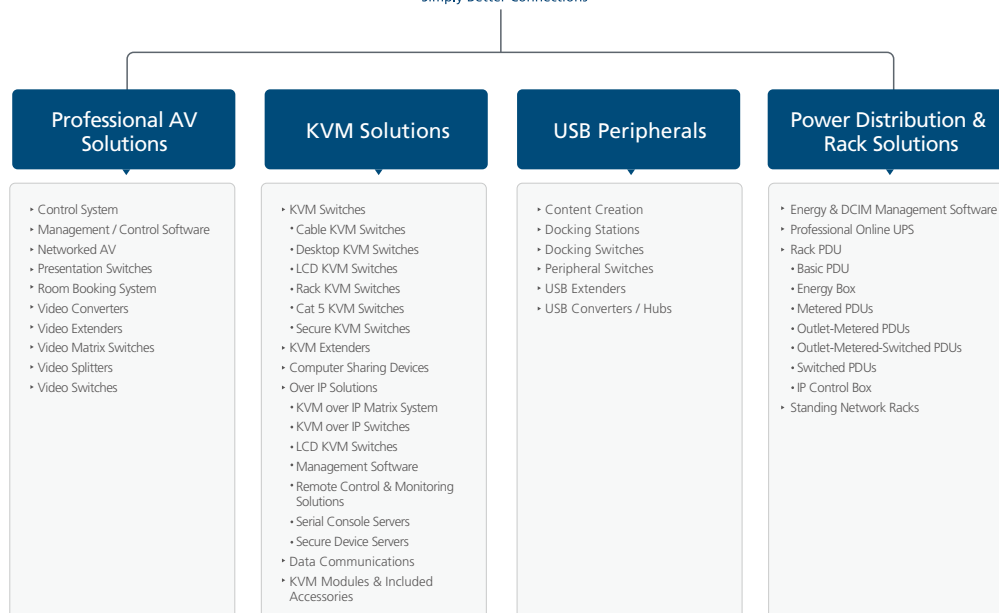 Simply Better Connections
Professional AV
Solutions
‣ Control System
‣ Management / Control Software
‣ Networked AV
‣ Presentation Switches
‣ Room Booking System
‣ Video Converters
‣ Video Extenders
‣ Video Matrix Switches
‣ Video Splitters
‣ Video Switches
KVM Solutions
‣ KVM Switches
• Cable KVM Switches
• Desktop KVM Switches
• LCD KVM Switches
• Rack KVM Switches
• Cat 5 KVM Switches
• Secure KVM Switches
‣ KVM Extenders
‣ Computer Sharing Devices
‣ Over IP Solutions
• KVM over IP Matrix System
• KVM over IP Switches
• LCD KVM Switches
• Management Software
• Remote Control & Monitoring
Solutions
• Serial Console Servers
• Secure Device Servers
‣ Data Communications
‣ KVM Modules & Included
Accessories
USB Peripherals
‣ Content Creation
‣ Docking Stations
‣ Docking Switches
‣ Peripheral Switches
‣ USB Extenders
‣ USB Converters / Hubs
Power Distribution &
Rack Solutions
‣ Energy & DCIM Management Software
‣ Professional Online UPS
‣ Rack PDU
• Basic PDU
• Energy Box
• Metered PDUs
• Outlet-Metered PDUs
• Outlet-Metered-Switched PDUs
• Switched PDUs
• IP Control Box
‣ Standing Network Racks